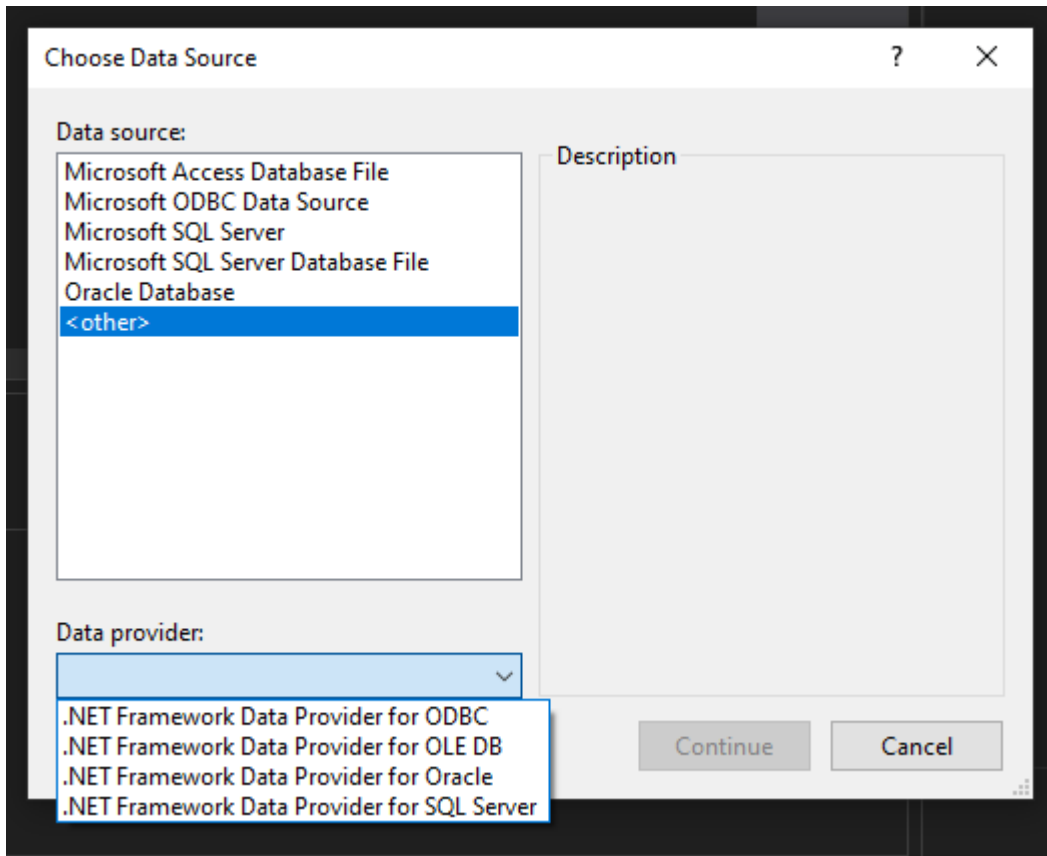 Choose Data Source
?
Data source:
Microsoft Access Database File
Microsoft ODBC Data Source
Microsoft SQL Server
Microsoft SQL Server Database File
Oracle Database
<other>
Description
Data provider:
.NET Framework Data Provider for ODBC
.NET Framework Data Provider for OLE DB
.NET Framework Data Provider for Oracle
.NET Framework Data Provider for SQL Server
Continue
Cancel